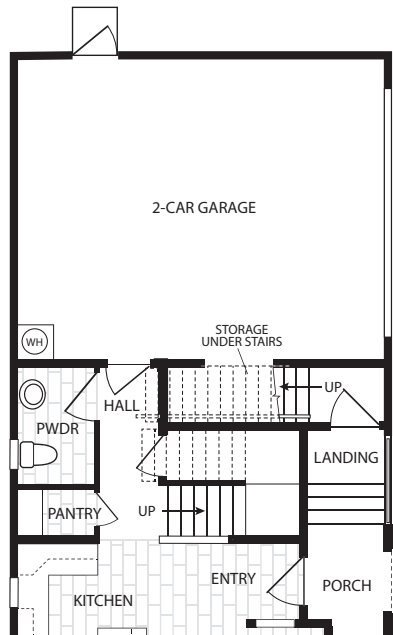 2-CAR GARAGE
WH
STORAGE
UNDER STAIRS
UP
HALL
PWDR
LANDING
PANTRY
UP
ENTRY
PORCH
KITCHEN